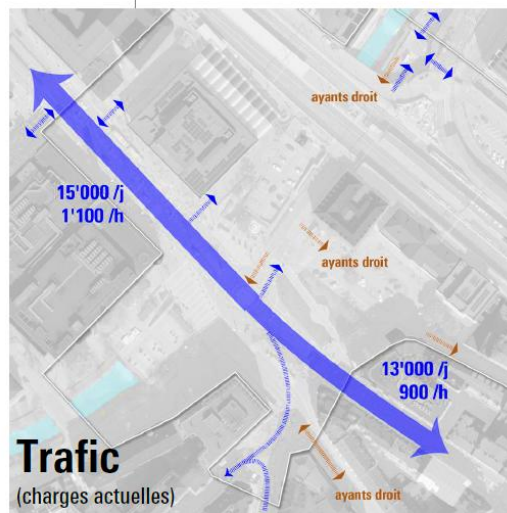 ayants droit
15'000 /j
1'100 /h
ayants droit
13'000 /j
900 /h
Trafic
(charges actuelles)
ayants droit